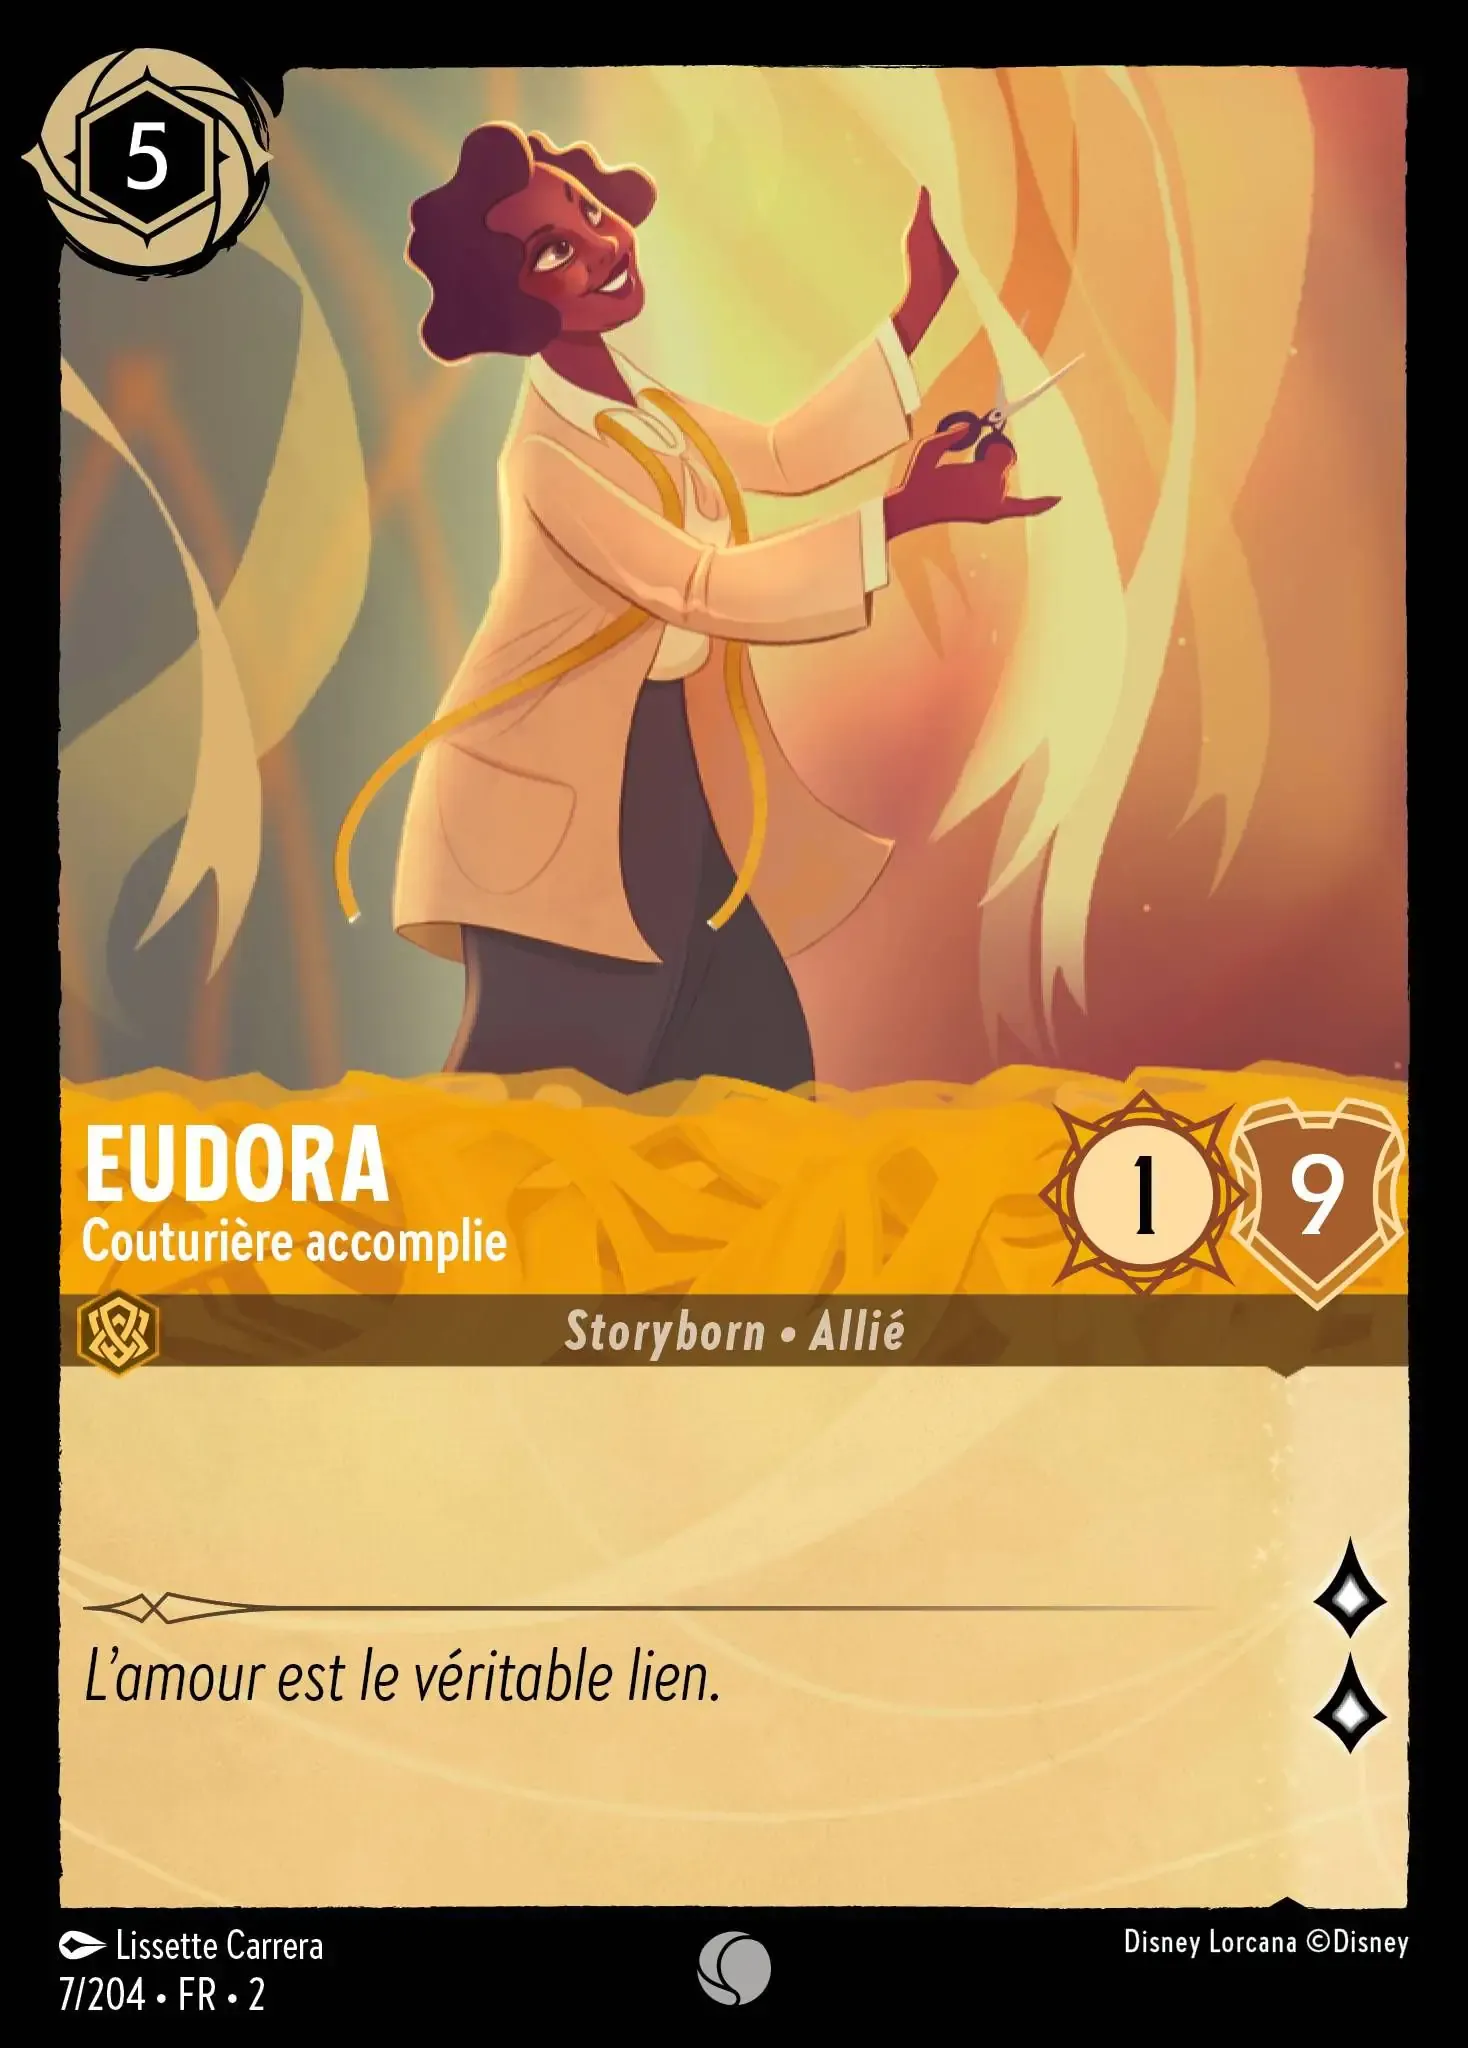 5
EUDORA
Couturière accomplie
1
9
Storyborn • Allié
L’amour est le véritable lien.
Lissette Carrera
7/204 • FR • 2
Disney Lorcana ©Disney